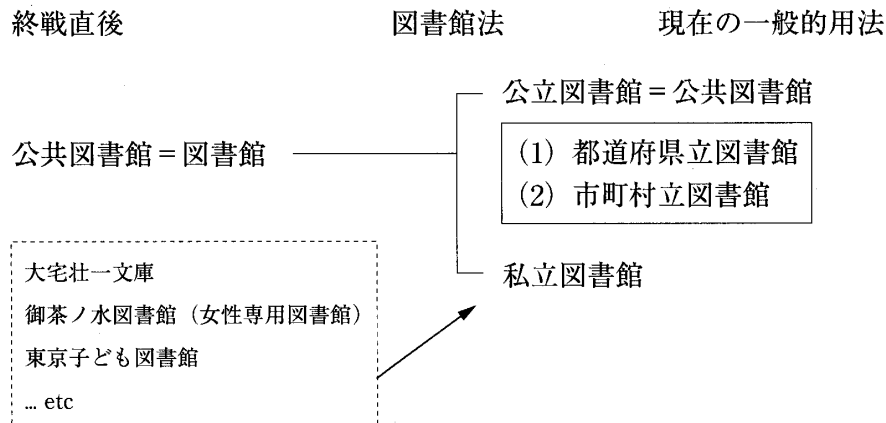 終戦直後 図書館法 現在の一般的用法
公立図書館＝公共図書館
公共図書館＝図書館
(1) 都道府県立図書館
(2) 市町村立図書館
私立図書館
大宅壮一文庫
御茶ノ水図書館（女性専用図書館）
東京子ども図書館
... etc